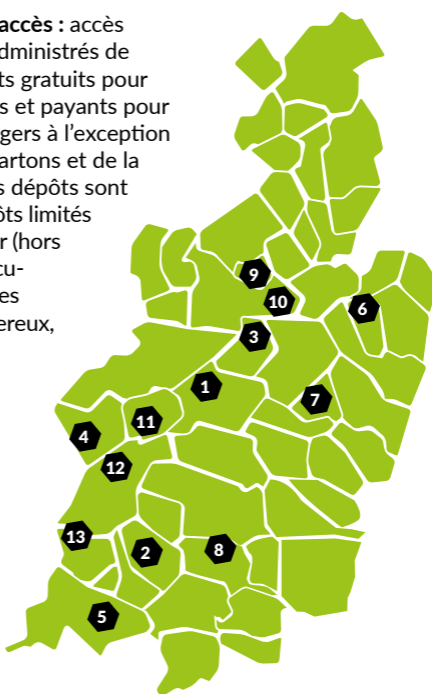 accès : accès
dministrés de
ts gratuits pour
s et payants pour
gers à l'exception
artons et de la
s dépôts sont
ôts limités
r (hors
cu-
es
ereux,
9
10
6
3
1
7
11
4
12
13
2
8
5